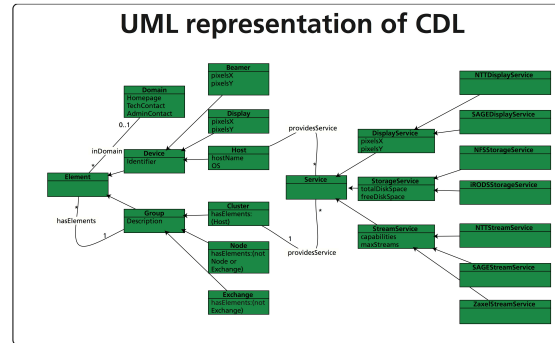 UML representation of CDL
Beamer
pixelsX
pixelsY
Domain
Homepage
TechContact
AdminContact
0..1
inDomain
*
Display
pixelsX
pixelsY
Device
Identifier
Host
hostName
OS
Element
*
hasElements
1
Group
Description
Cluster
hasElements:
(Host)
1
Node
hasElements:(not
Node or
Exchange)
Exchange
hasElements:(not
Exchange)
providesService
*
Service
*
providesService
DisplayService
pixelsX
pixelsY
StorageService
totalDiskSpace
freeDiskSpace
StreamService
capabilities
maxStreams
NTTDisplayService
SAGEDisplayService
NFSStorageService
iRODSStorageService
NTTStreamService
SAGEStreamService
ZaxelStreamService